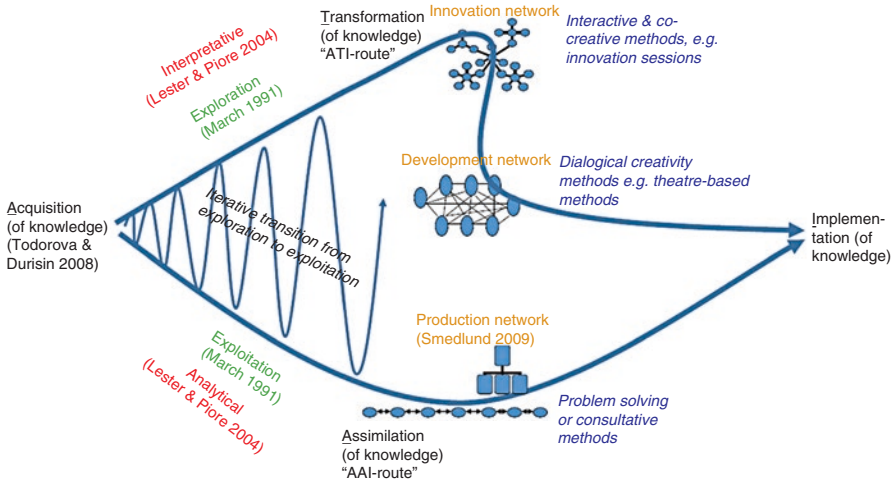 Transformation
(of knowledge)
"ATI-route"
Innovation network
Interactive & co-
creative methods, e.g.
innovation sessions
Interpretative
(Lester & Piore 2004)
Exploration
(March 1991)
Development network
Dialogical creativity
methods e.g. theatre-based
methods
Acquisition
(of knowledge)
(Todorova &
Durisin 2008)
Iterative transition from
exploration to exploitation
Implemen-
tation (of
knowledge)
Production network
(Smedlund 2009)
Exploitation
(March 1991)
Analytical
(Lester & Piore 2004)
Problem solving
or consultative
methods
Assimilation
(of knowledge)
"AAI-route"